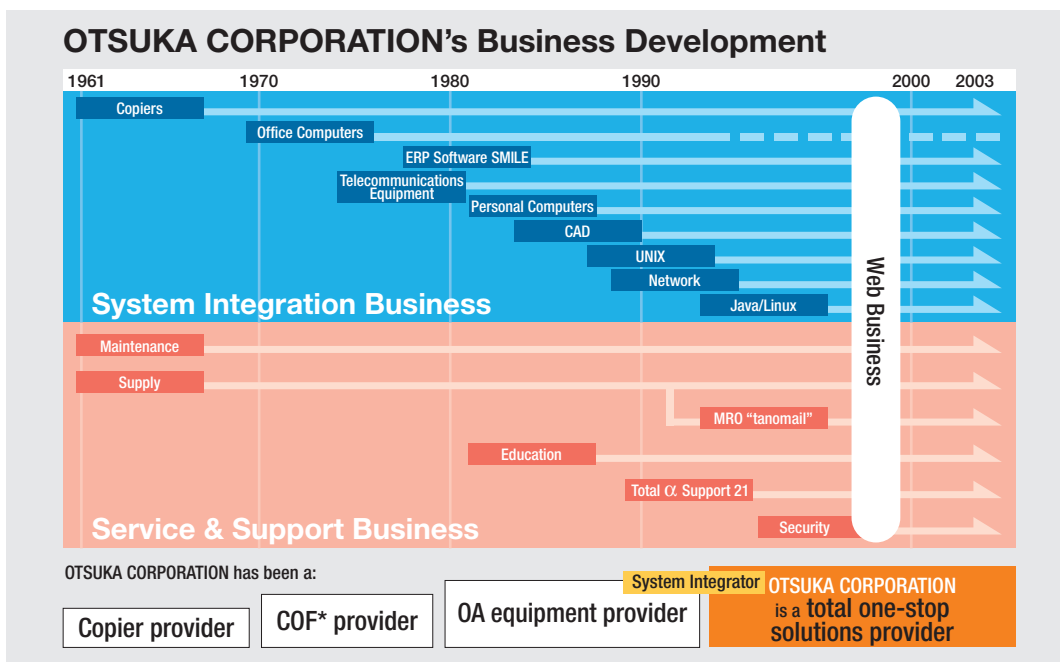 OTSUKA CORPORATION's Business Development
1961 1970 1980 1990 2000 2003
Copiers
Office Computers
ERP Software SMILE
Telecommunications
Equipment
Personal Computers
CAD
UNIX
Network
Java/Linux
System Integration Business
Web Business
Maintenance
Supply
MRO “tanomail”
Education
Total α Support 21
Security
Service & Support Business
OTSUKA CORPORATION has been a:
Copier provider
COF* provider
OA equipment provider
System Integrator
OTSUKA CORPORATION
is a total one-stop
solutions provider